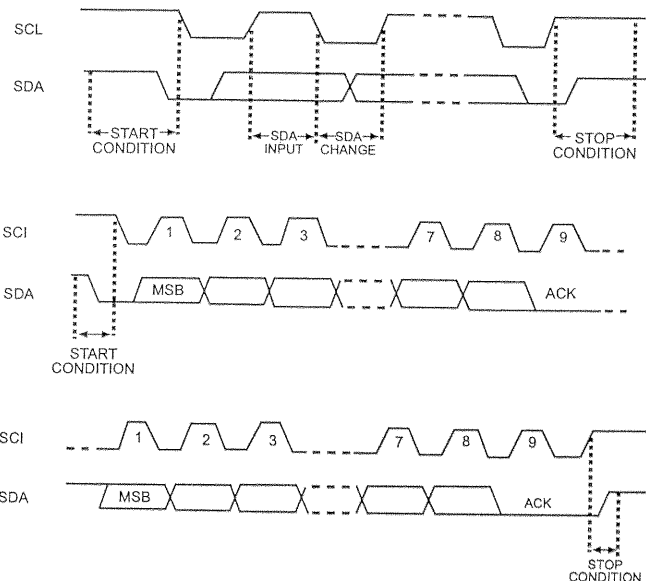 SCL
SDA
START CONDITION
SDA INPUT
SDA CHANGE
STOP CONDITION
SCI
1 2 3 7 8 9
SDA
MSB
ACK
START CONDITION
SCI
1 2 3 7 8 9
SDA
MSB
ACK
STOP CONDITION